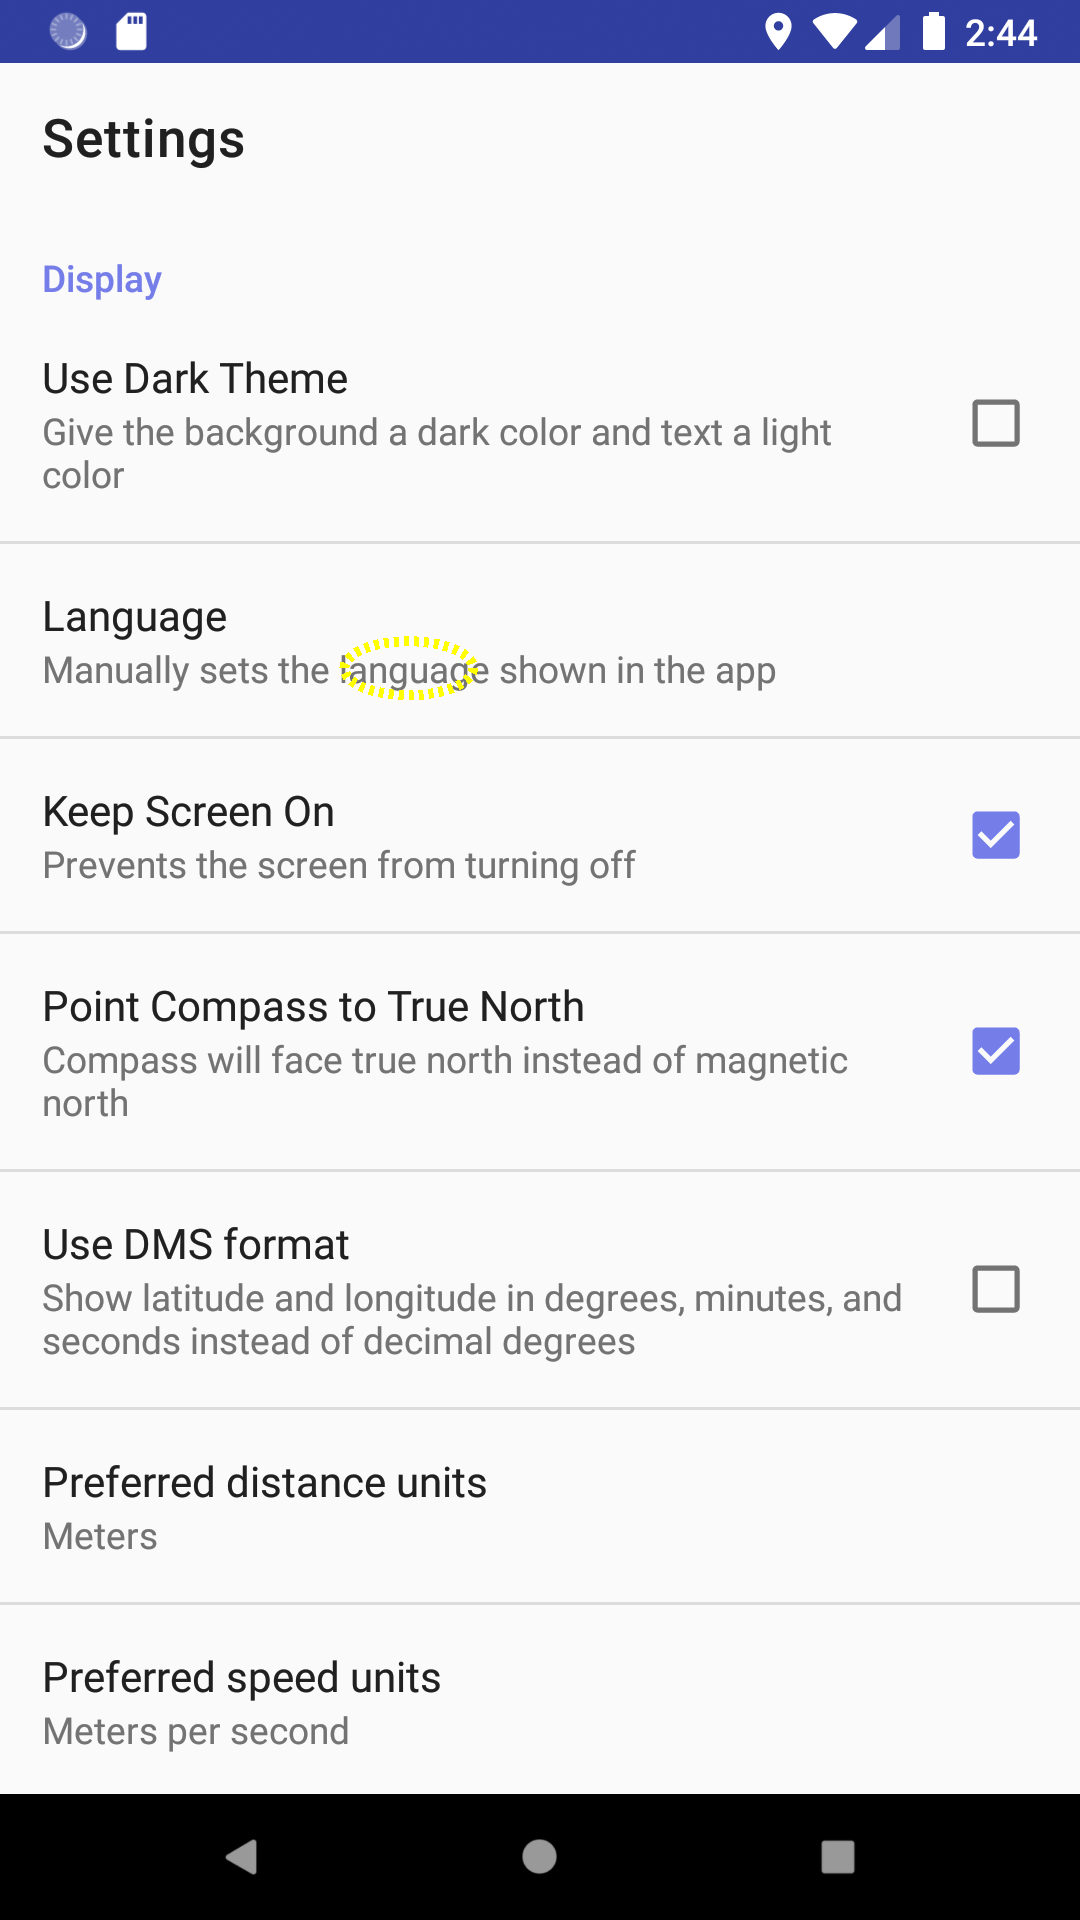 2:44
Settings
Display
Use Dark Theme
Give the background a dark color and text a light
color
Language
Manually sets the language shown in the app
Keep Screen On
Prevents the screen from turning off
Point Compass to True North
Compass will face true north instead of magnetic
north
Use DMS format
Show latitude and longitude in degrees, minutes, and
seconds instead of decimal degrees
Preferred distance units
Meters
Preferred speed units
Meters per second